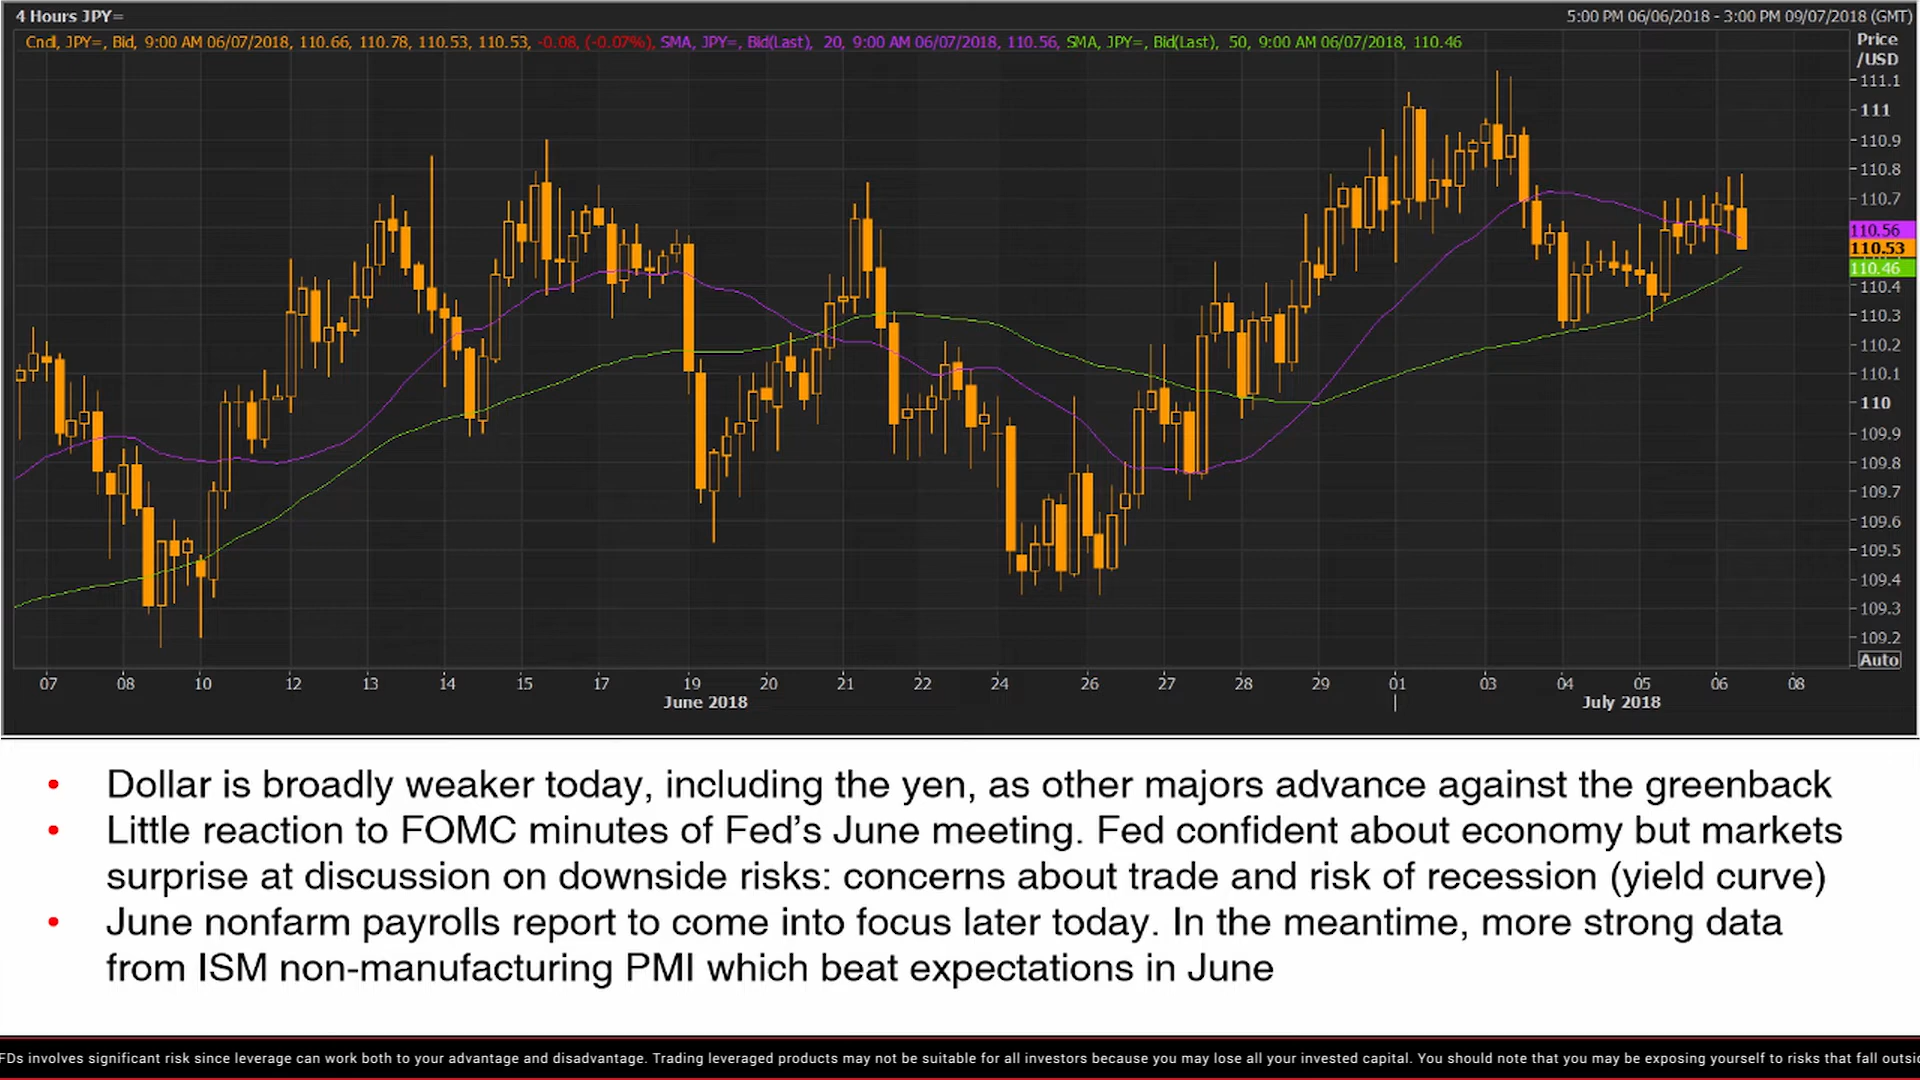 4 Hours JPY=
5:00 PM 06/06/2018 - 3:00 PM 09/07/2018 (GMT)
Cndl, JPY=, Bid, 9:00 AM 06/07/2018, 110.66, 110.78, 110.53, 110.53, -0.08, (-0.07%), SMA, JPY=, Bid(Last), 20, 9:00 AM 06/07/2018, 110.56, SMA, JPY=, Bid(Last), 50, 9:00 AM 06/07/2018, 110.46
Price
/USD
111.1
111
110.9
110.8
110.7
110.56
110.53
110.46
110.4
110.3
110.2
110.1
110
109.9
109.8
109.7
109.6
109.5
109.4
109.3
109.2
Auto
07 08 10 12 13 14 15 17 19 20 21 22 24 26 27 28 29 01 03 04 05 06 08
June 2018 July 2018
• Dollar is broadly weaker today, including the yen, as other majors advance against the greenback
• Little reaction to FOMC minutes of Fed’s June meeting. Fed confident about economy but markets
surprise at discussion on downside risks: concerns about trade and risk of recession (yield curve)
• June nonfarm payrolls report to come into focus later today. In the meantime, more strong data
from ISM non-manufacturing PMI which beat expectations in June
FDs involves significant risk since leverage can work both to your advantage and disadvantage. Trading leveraged products may not be suitable for all investors because you may lose all your invested capital. You should note that you may be exposing yourself to risks that fall outsid